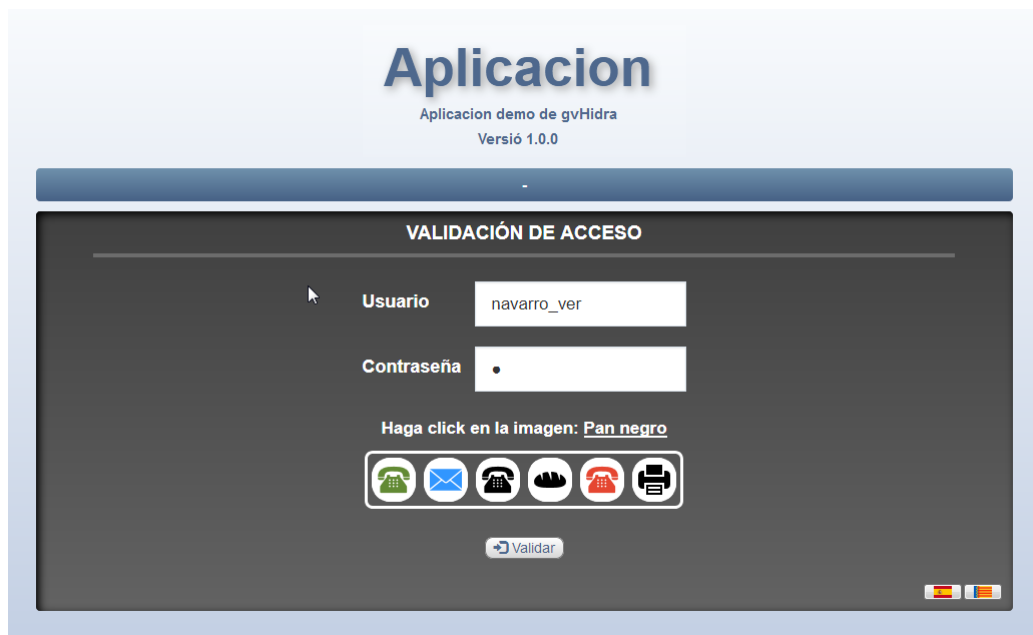 Aplicacion
Aplicacion demo de gvHidra
Versió 1.0.0
-
VALIDACIÓN DE ACCESO
Usuario navarro_ver
Contraseña •
Haga click en la imagen: Pan negro
Validar